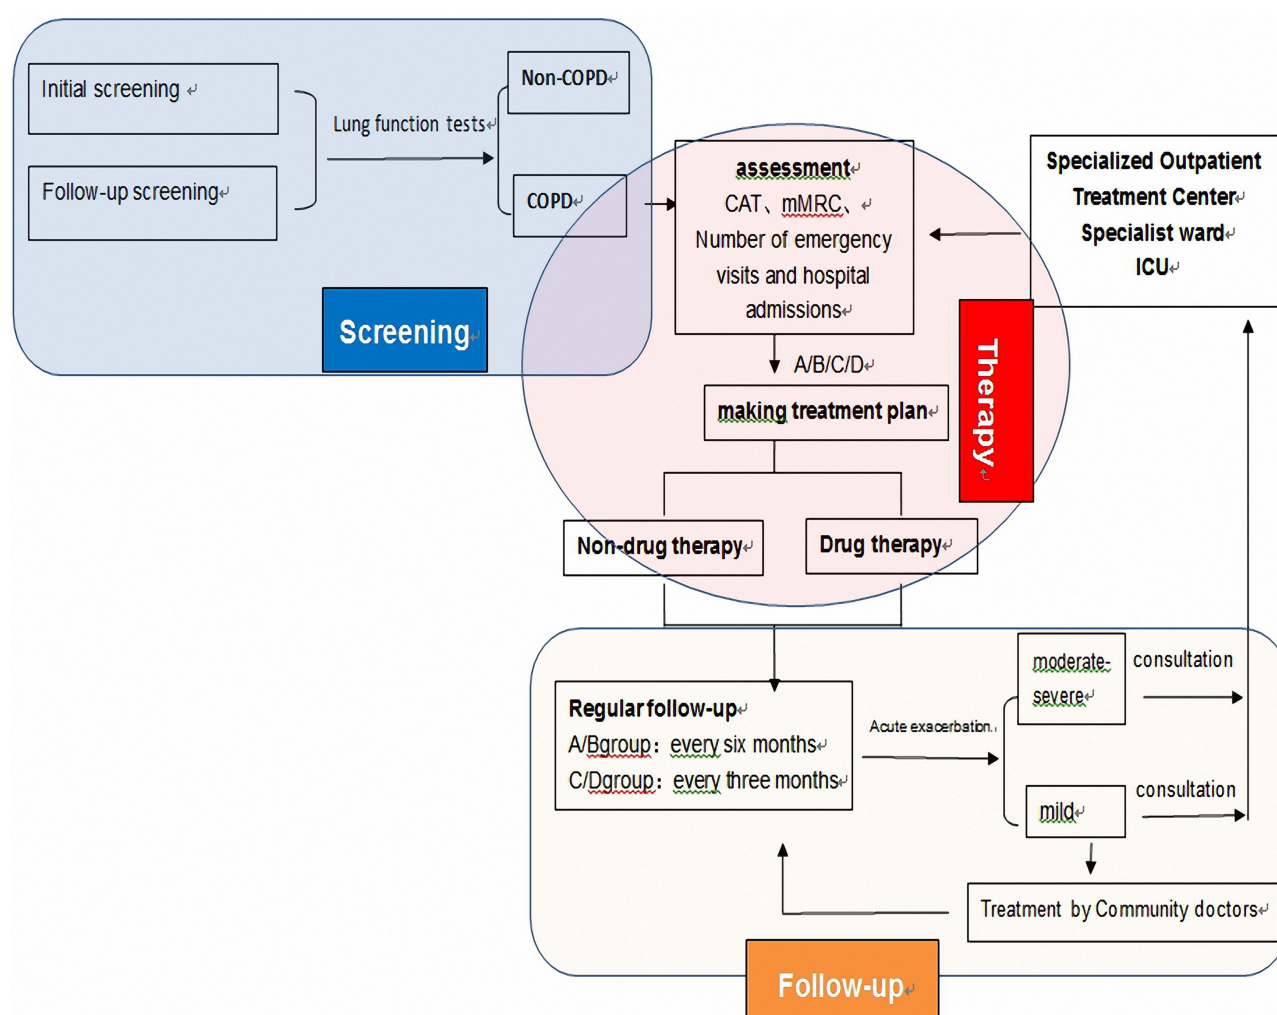 Initial screening
Follow-up screening
Lung function tests
Non-COPD
COPD
Screening
assessment
CAT、mMRC、
Number of emergency
visits and hospital
admissions
A/B/C/D
making treatment plan
Non-drug therapy
Drug therapy
Therapy
Specialized Outpatient
Treatment Center
Specialist ward
ICU
Regular follow-up
A/Bgroup：every six months
C/Dgroup：every three months
Acute exacerbation..
moderate-
severe
consultation
mild
consultation
Treatment by Community doctors
Follow-up